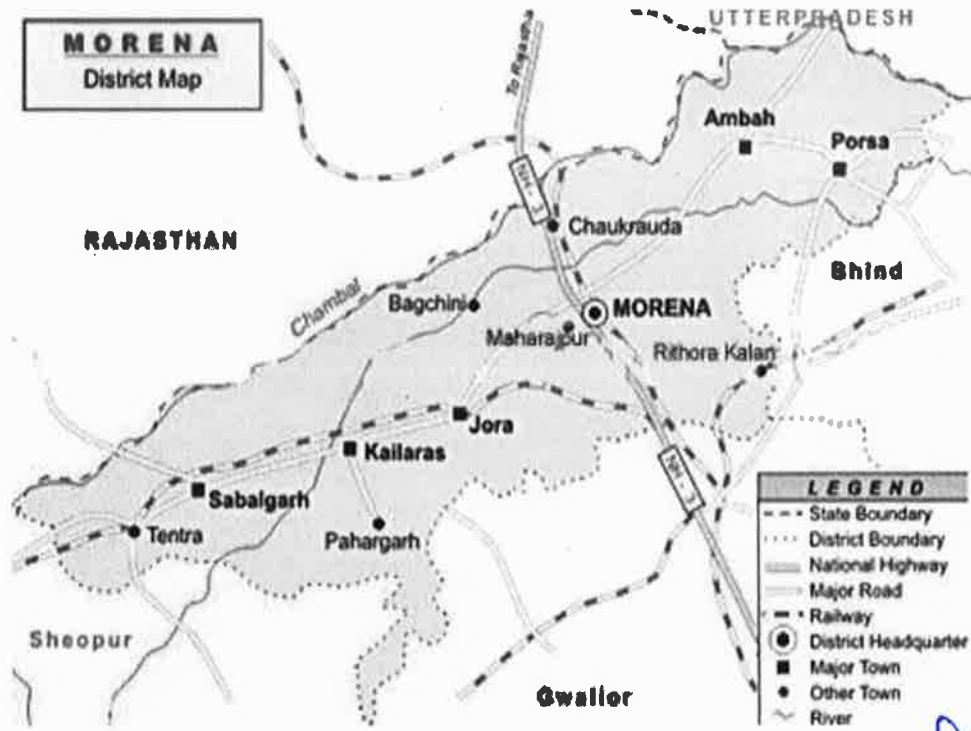 MORENA
District Map
UTTERPRADESH
To Rajastha
Ambah
Porsa
NH - 3
Chaukrauda
RAJASTHAN
Bhind
Chambal
Bagchini
MORENA
Maharajpur
Rithora Kalan
Jora
Kailaras
NH - 3
Sabalgarh
Tentra
Pahargarh
Sheopur
Gwalior
LEGEND
State Boundary
District Boundary
National Highway
Major Road
Railway
District Headquarter
Major Town
Other Town
River